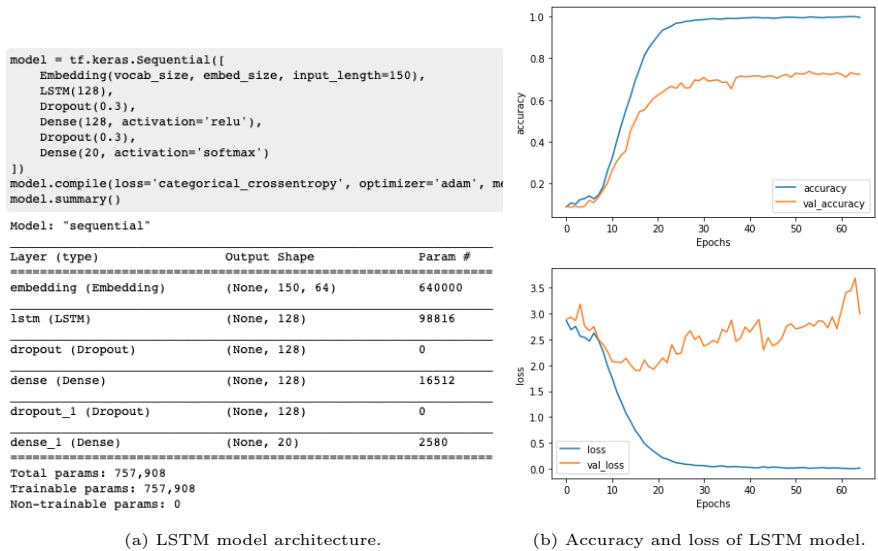 model = tf.keras.Sequential([
    Embedding(vocab_size, embed_size, input_length=150),
    LSTM(128),
    Dropout(0.3),
    Dense(128, activation='relu'),
    Dropout(0.3),
    Dense(20, activation='softmax')
])
model.compile(loss='categorical_crossentropy', optimizer='adam', me
model.summary()
Model: "sequential"
Layer (type) Output Shape Param #
embedding (Embedding) (None, 150, 64) 640000
lstm (LSTM) (None, 128) 98816
dropout (Dropout) (None, 128) 0
dense (Dense) (None, 128) 16512
dropout_1 (Dropout) (None, 128) 0
dense_1 (Dense) (None, 20) 2580
Total params: 757,908
Trainable params: 757,908
Non-trainable params: 0
(a) LSTM model architecture.
1.0
0.8
0.6
0.4
0.2
accuracy
accuracy
val_accuracy
0 10 20 30 40 50 60
Epochs
3.5
3.0
2.5
2.0
1.5
1.0
0.5
0.0
loss
loss
val_loss
0 10 20 30 40 50 60
Epochs
(b) Accuracy and loss of LSTM model.